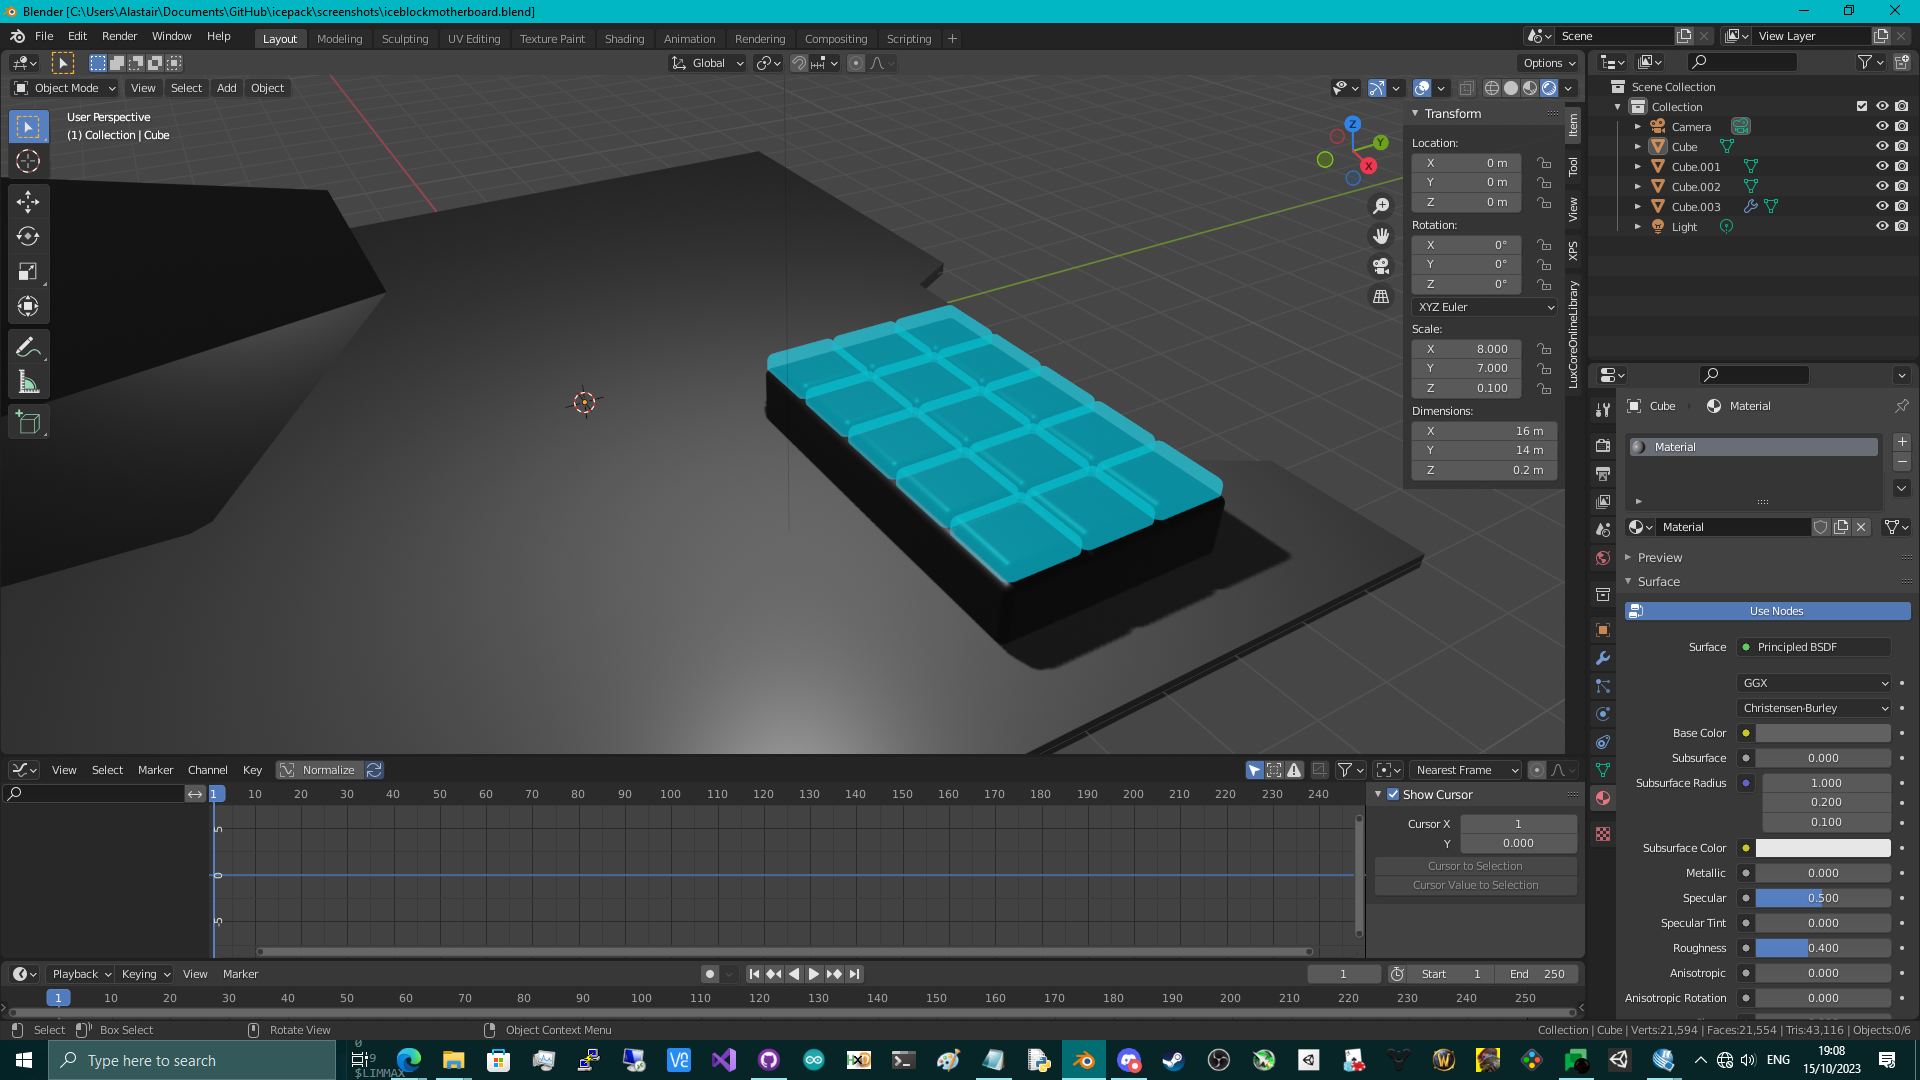 Blender [C:\Users\Alastair\Documents\GitHub\icepack\screenshots\iceblockmotherboard.blend]
File Edit Render Window Help Layout Modeling Sculpting UV Editing Texture Paint Shading Animation Rendering Compositing Scripting + Scene View Layer
Global Options
Object Mode View Select Add Object
User Perspective
(1) Collection | Cube
Z
Y
X
Transform
Location:
X 0 m
Y 0 m
Z 0 m
Rotation:
X 0°
Y 0°
Z 0°
XYZ Euler
Scale:
X 8.000
Y 7.000
Z 0.100
Dimensions:
X 16 m
Y 14 m
Z 0.2 m
Item
Tool
View
XPS
LuxCoreOnlineLibrary
Scene Collection
Collection
Camera
Cube
Cube.001
Cube.002
Cube.003
Light
Cube Material
Material
Material
Preview
Surface
Use Nodes
Surface Principled BSDF
GGX
Christensen-Burley
Base Color
Subsurface 0.000
Subsurface Radius 1.000
0.200
0.100
Subsurface Color
Metallic 0.000
Specular 0.500
Specular Tint 0.000
Roughness 0.400
Anisotropic 0.000
Anisotropic Rotation 0.000
View Select Marker Channel Key Normalize Nearest Frame
1 10 20 30 40 50 60 70 80 90 100 110 120 130 140 150 160 170 180 190 200 210 220 230 240
5
0
-5
Show Cursor
Cursor X 1
Y 0.000
Cursor to Selection
Cursor Value to Selection
Playback Keying View Marker 1 Start 1 End 250
1 10 20 30 40 50 60 70 80 90 100 110 120 130 140 150 160 170 180 190 200 210 220 230 240 250
Select Box Select Rotate View Object Context Menu Collection | Cube | Verts:21,594 | Faces:21,554 | Tris:43,116 | Objects:0/6
Type here to search
$LIMMAX
ENG
19:08
15/10/2023